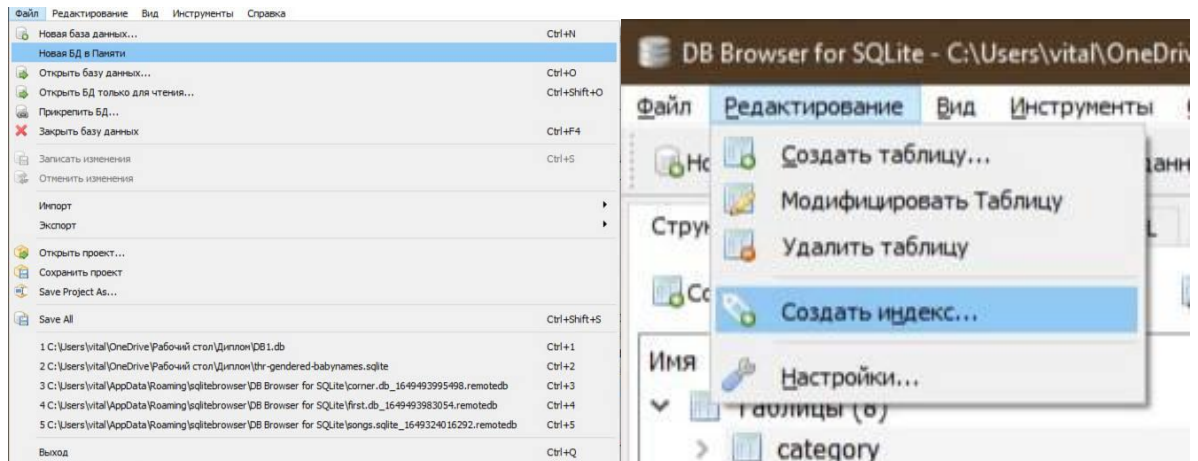 Файл Редактирование Вид Инструменты Справка
Новая база данных... Ctrl+N
Новая БД в Памяти
Открыть базу данных... Ctrl+O
Открыть БД только для чтения... Ctrl+Shift+O
Прикрепить БД...
Закрыть базу данных Ctrl+F4
Записать изменения Ctrl+S
Отменить изменения
Импорт
Экспорт
Открыть проект...
Сохранить проект
Save Project As...
Save All Ctrl+Shift+S
1 C:\Users\vital\OneDrive\Рабочий стол\Диплом\DB1.db Ctrl+1
2 C:\Users\vital\OneDrive\Рабочий стол\Диплом\thr-gendered-babynames.sqlite Ctrl+2
3 C:\Users\vital\AppData\Roaming\sqlitebrowser\DB Browser for SQLite\corner.db_1649493995498.remotedb Ctrl+3
4 C:\Users\vital\AppData\Roaming\sqlitebrowser\DB Browser for SQLite\first.db_1649493983054.remotedb Ctrl+4
5 C:\Users\vital\AppData\Roaming\sqlitebrowser\DB Browser for SQLite\songs.sqlite_1649324016292.remotedb Ctrl+5
Выход Ctrl+Q
DB Browser for SQLite - C:\Users\vital\OneDriv
Файл Редактирование Вид Инструменты
Создать таблицу...
Модифицировать Таблицу
Удалить таблицу
Создать индекс...
Имя
Настройки...
Таблицы (8)
category